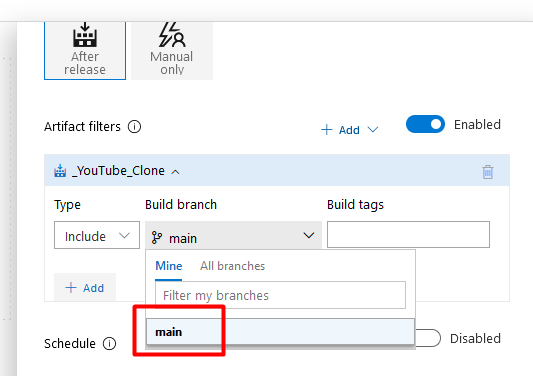 After
release
Manual
only
Artifact filters
Add
Enabled
_YouTube_Clone
Type
Build branch
Build tags
Include
main
Mine
All branches
Filter my branches
Add
main
Schedule
Disabled